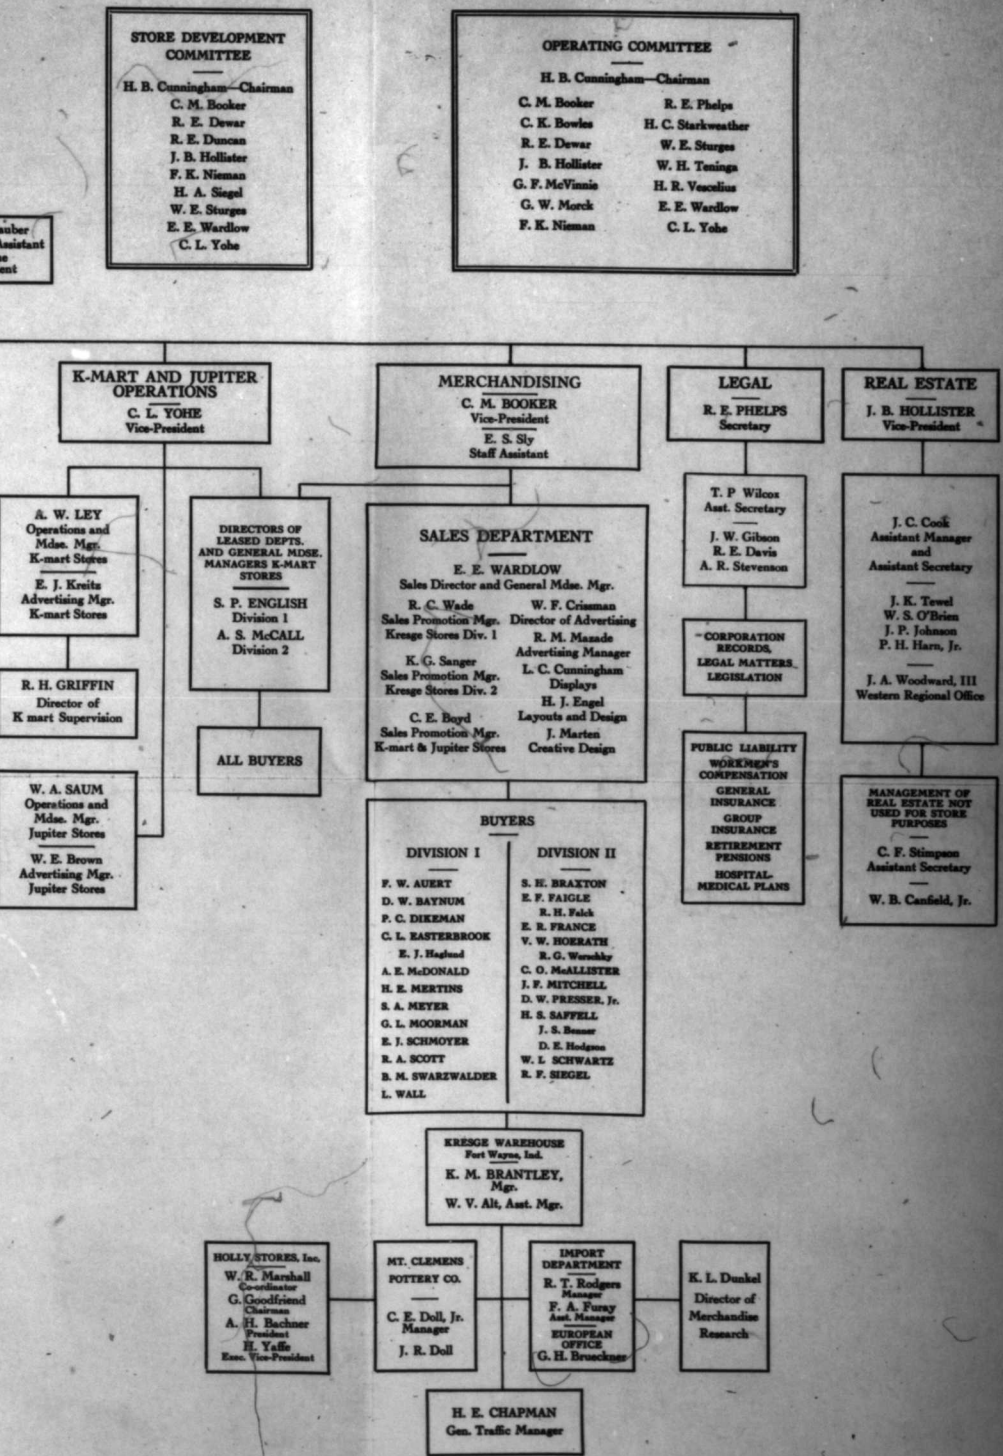 STORE DEVELOPMENT
COMMITTEE
H. B. Cunningham—Chairman
C. M. Booker
R. E. Dewar
R. E. Duncan
J. B. Hollister
F. K. Nieman
H. A. Siegel
W. E. Sturges
E. E. Wardlow
C. L. Yohe
OPERATING COMMITTEE
H. B. Cunningham—Chairman
C. M. Booker
C. K. Bowles
R. E. Dewar
J. B. Hollister
G. F. McVinnie
G. W. Morck
F. K. Nieman
R. E. Phelps
H. C. Starkweather
W. E. Sturges
W. H. Teninga
H. R. Vescelius
E. E. Wardlow
C. L. Yohe
auber
Assistant
ent
K-MART AND JUPITER
OPERATIONS
C. L. YOHE
Vice-President
MERCHANDISING
C. M. BOOKER
Vice-President
E. S. Sly
Staff Assistant
LEGAL
R. E. PHELPS
Secretary
REAL ESTATE
J. B. HOLLISTER
Vice-President
A. W. LEY
Operations and
Mdse. Mgr.
K-mart Stores
E. J. Kreitz
Advertising Mgr.
K-mart Stores
R. H. GRIFFIN
Director of
K mart Supervision
W. A. SAUM
Operations and
Mdse. Mgr.
Jupiter Stores
W. E. Brown
Advertising Mgr.
Jupiter Stores
DIRECTORS OF
LEASED DEPTS.
AND GENERAL MDSE.
MANAGERS K-MART
STORES
S. P. ENGLISH
Division 1
A. S. McCALL
Division 2
ALL BUYERS
SALES DEPARTMENT
E. E. WARDLOW
Sales Director and General Mdse. Mgr.
R. C. Wade
Sales Promotion Mgr.
Kresge Stores Div. 1
K. G. Sanger
Sales Promotion Mgr.
Kresge Stores Div. 2
C. E. Boyd
Sales Promotion Mgr.
K-mart & Jupiter Stores
W. F. Crissman
Director of Advertising
R. M. Mazade
Advertising Manager
L. C. Cunningham
Displays
H. J. Engel
Layouts and Design
J. Marten
Creative Design
T. P Wilcox
Asst. Secretary
J. W. Gibson
R. E. Davis
A. R. Stevenson
CORPORATION
RECORDS,
LEGAL MATTERS
LEGISLATION
PUBLIC LIABILITY
WORKMEN'S
COMPENSATION
GENERAL
INSURANCE
GROUP
INSURANCE
RETIREMENT
PENSIONS
HOSPITAL-
MEDICAL PLANS
J. C. Cook
Assistant Manager
and
Assistant Secretary
J. K. Tewel
W. S. O'Brien
J. P. Johnson
P. H. Harn, Jr.
J. A. Woodward, III
Western Regional Office
MANAGEMENT OF
REAL ESTATE NOT
USED FOR STORE
PURPOSES
C. F. Stimpson
Assistant Secretary
W. B. Canfield, Jr.
BUYERS
DIVISION I
F. W. AUERT
D. W. BAYNUM
P. C. DIKEMAN
C. L. EASTERBROOK
E. J. Haglund
A. E. McDONALD
H. E. MERTINS
S. A. MEYER
G. L. MOORMAN
E. J. SCHMOYER
R. A. SCOTT
B. M. SWARZWALDER
L. WALL
DIVISION II
S. H. BRAXTON
E. F. FAIGLE
R. H. Falck
E. R. FRANCE
V. W. HOERATH
R. G. Worschky
C. O. McALLISTER
J. F. MITCHELL
D. W. PRESSER, Jr.
H. S. SAFFELL
J. S. Benner
D. E. Hodgson
W. L SCHWARTZ
R. F. SIEGEL
KRESGE WAREHOUSE
Fort Wayne, Ind.
K. M. BRANTLEY,
Mgr.
W. V. Alt, Asst. Mgr.
HOLLY STORES, Inc.
W. R. Marshall
Co-ordinator
G. Goodfriend
Chairman
A. H. Bachner
President
H. Yaffe
Exec. Vice-President
MT. CLEMENS
POTTERY CO.
C. E. Doll, Jr.
Manager
J. R. Doll
IMPORT
DEPARTMENT
R. T. Rodgers
Manager
F. A. Furay
Asst. Manager
EUROPEAN
OFFICE
G. H. Brueckner
K. L. Dunkel
Director of
Merchandise
Research
H. E. CHAPMAN
Gen. Traffic Manager